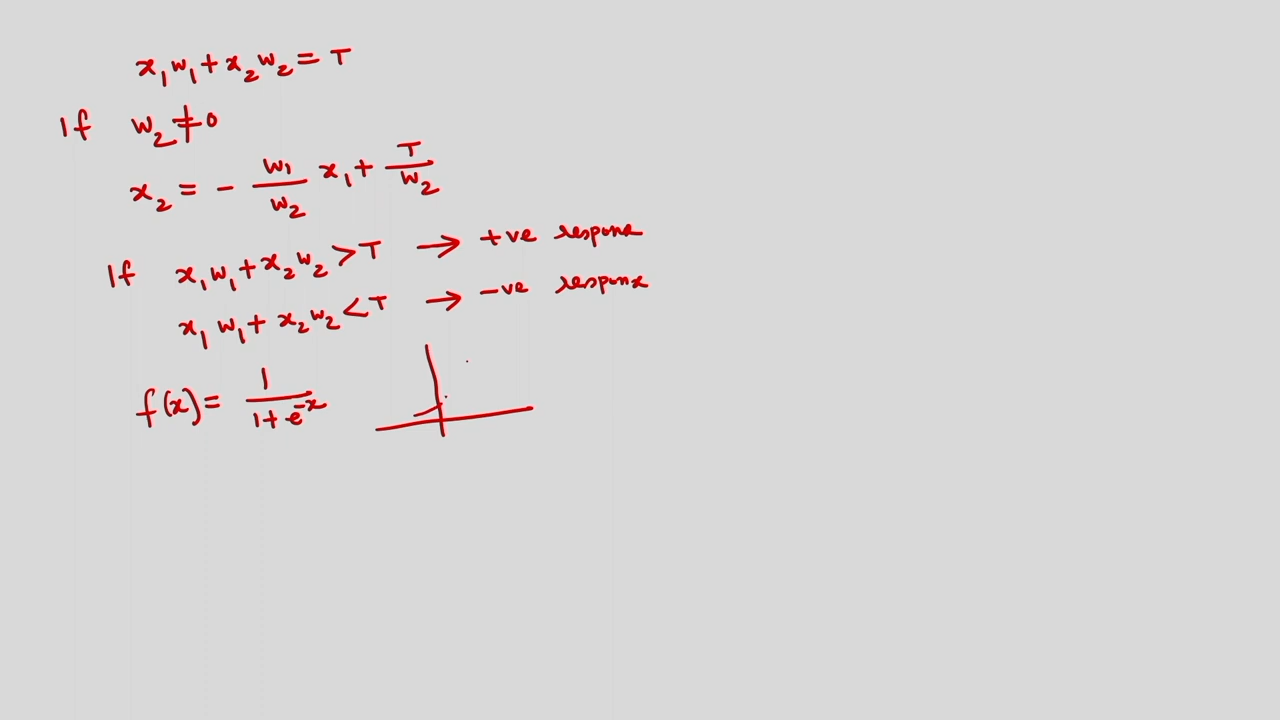 x₁w₁ + x₂w₂ = T
If w₂ ≠ 0
x₂ = - w₁/w₂ x₁ + T/w₂
If x₁w₁ + x₂w₂ > T → +ve response
x₁w₁ + x₂w₂ < T → -ve response
f(x) = 1/(1 + e^-x)